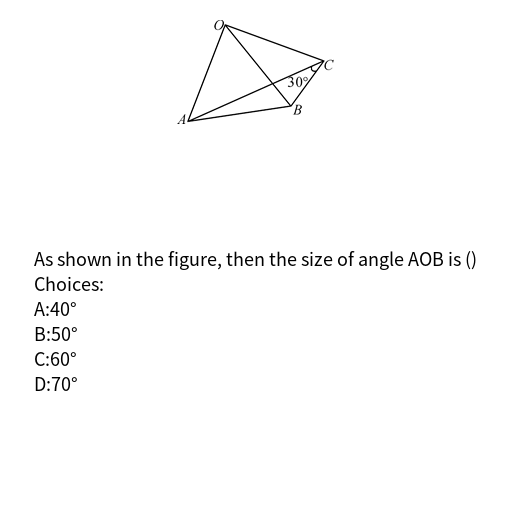 O
C
30°
B
A
As shown in the figure, then the size of angle AOB is ()
Choices:
A:40°
B:50°
C:60°
D:70°